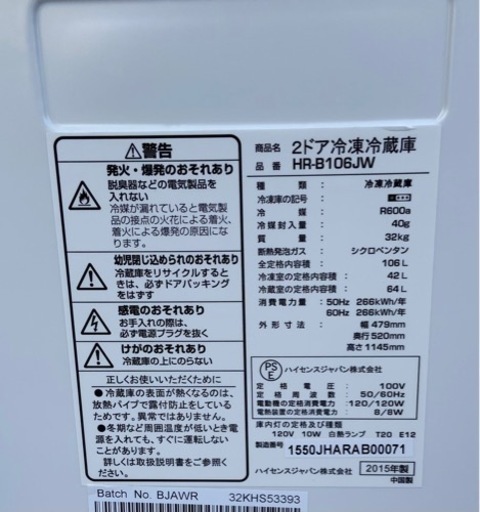 ⚠警告
発火・爆発のおそれあり
脱臭器などの電気製品を
入れない
冷媒が漏れていると電気製
品の接点の火花による着火、
着火による爆発の原因にな
ります。
幼児閉じ込められのおそれあり
冷蔵庫をリサイクルするとき
は、必ずドアパッキング
をはずす
感電のおそれあり
お手入れの際は、
必ず電源プラグを抜く
けがのおそれあり
冷蔵庫の上にのらない
正しくお使いいただくために
●冷蔵庫の表面が熱くなるのは、
放熱パイプで露付防止をしている
ためです。異常ではありません。
●冬期など周囲温度が低いとき電
源を入れても、すぐに運転しない
ことがあります。
詳しくは取扱説明書をご覧ください。
Batch No. BJAWR 32KHS53393
商品名 2ドア冷凍冷蔵庫
品番 HR-B106JW
種類 冷凍冷蔵庫
冷凍庫の記号
冷媒 R600a
冷媒封入量 40g
質量 32kg
断熱発泡ガス シクロペンタン
全定格内容積 106L
冷凍室の定格内容積 42L
冷蔵室の定格内容積 64L
消費電力量 50Hz 266kWh/年
60Hz 266kWh/年
外形寸法 幅 479mm
奥行 520mm
高さ 1145mm
PS
E
ハイセンスジャパン株式会社
定格電圧 100V
定格周波数 50/60Hz
電動機の定格消費電力 120/120W
電熱装置の定格消費電力 8/8W
庫内灯の定格及び種類
120V 10W 白熱ランプ T20 E12
製造番号 1550JHARAB00071
ハイセンスジャパン株式会社 2015年製
中国製